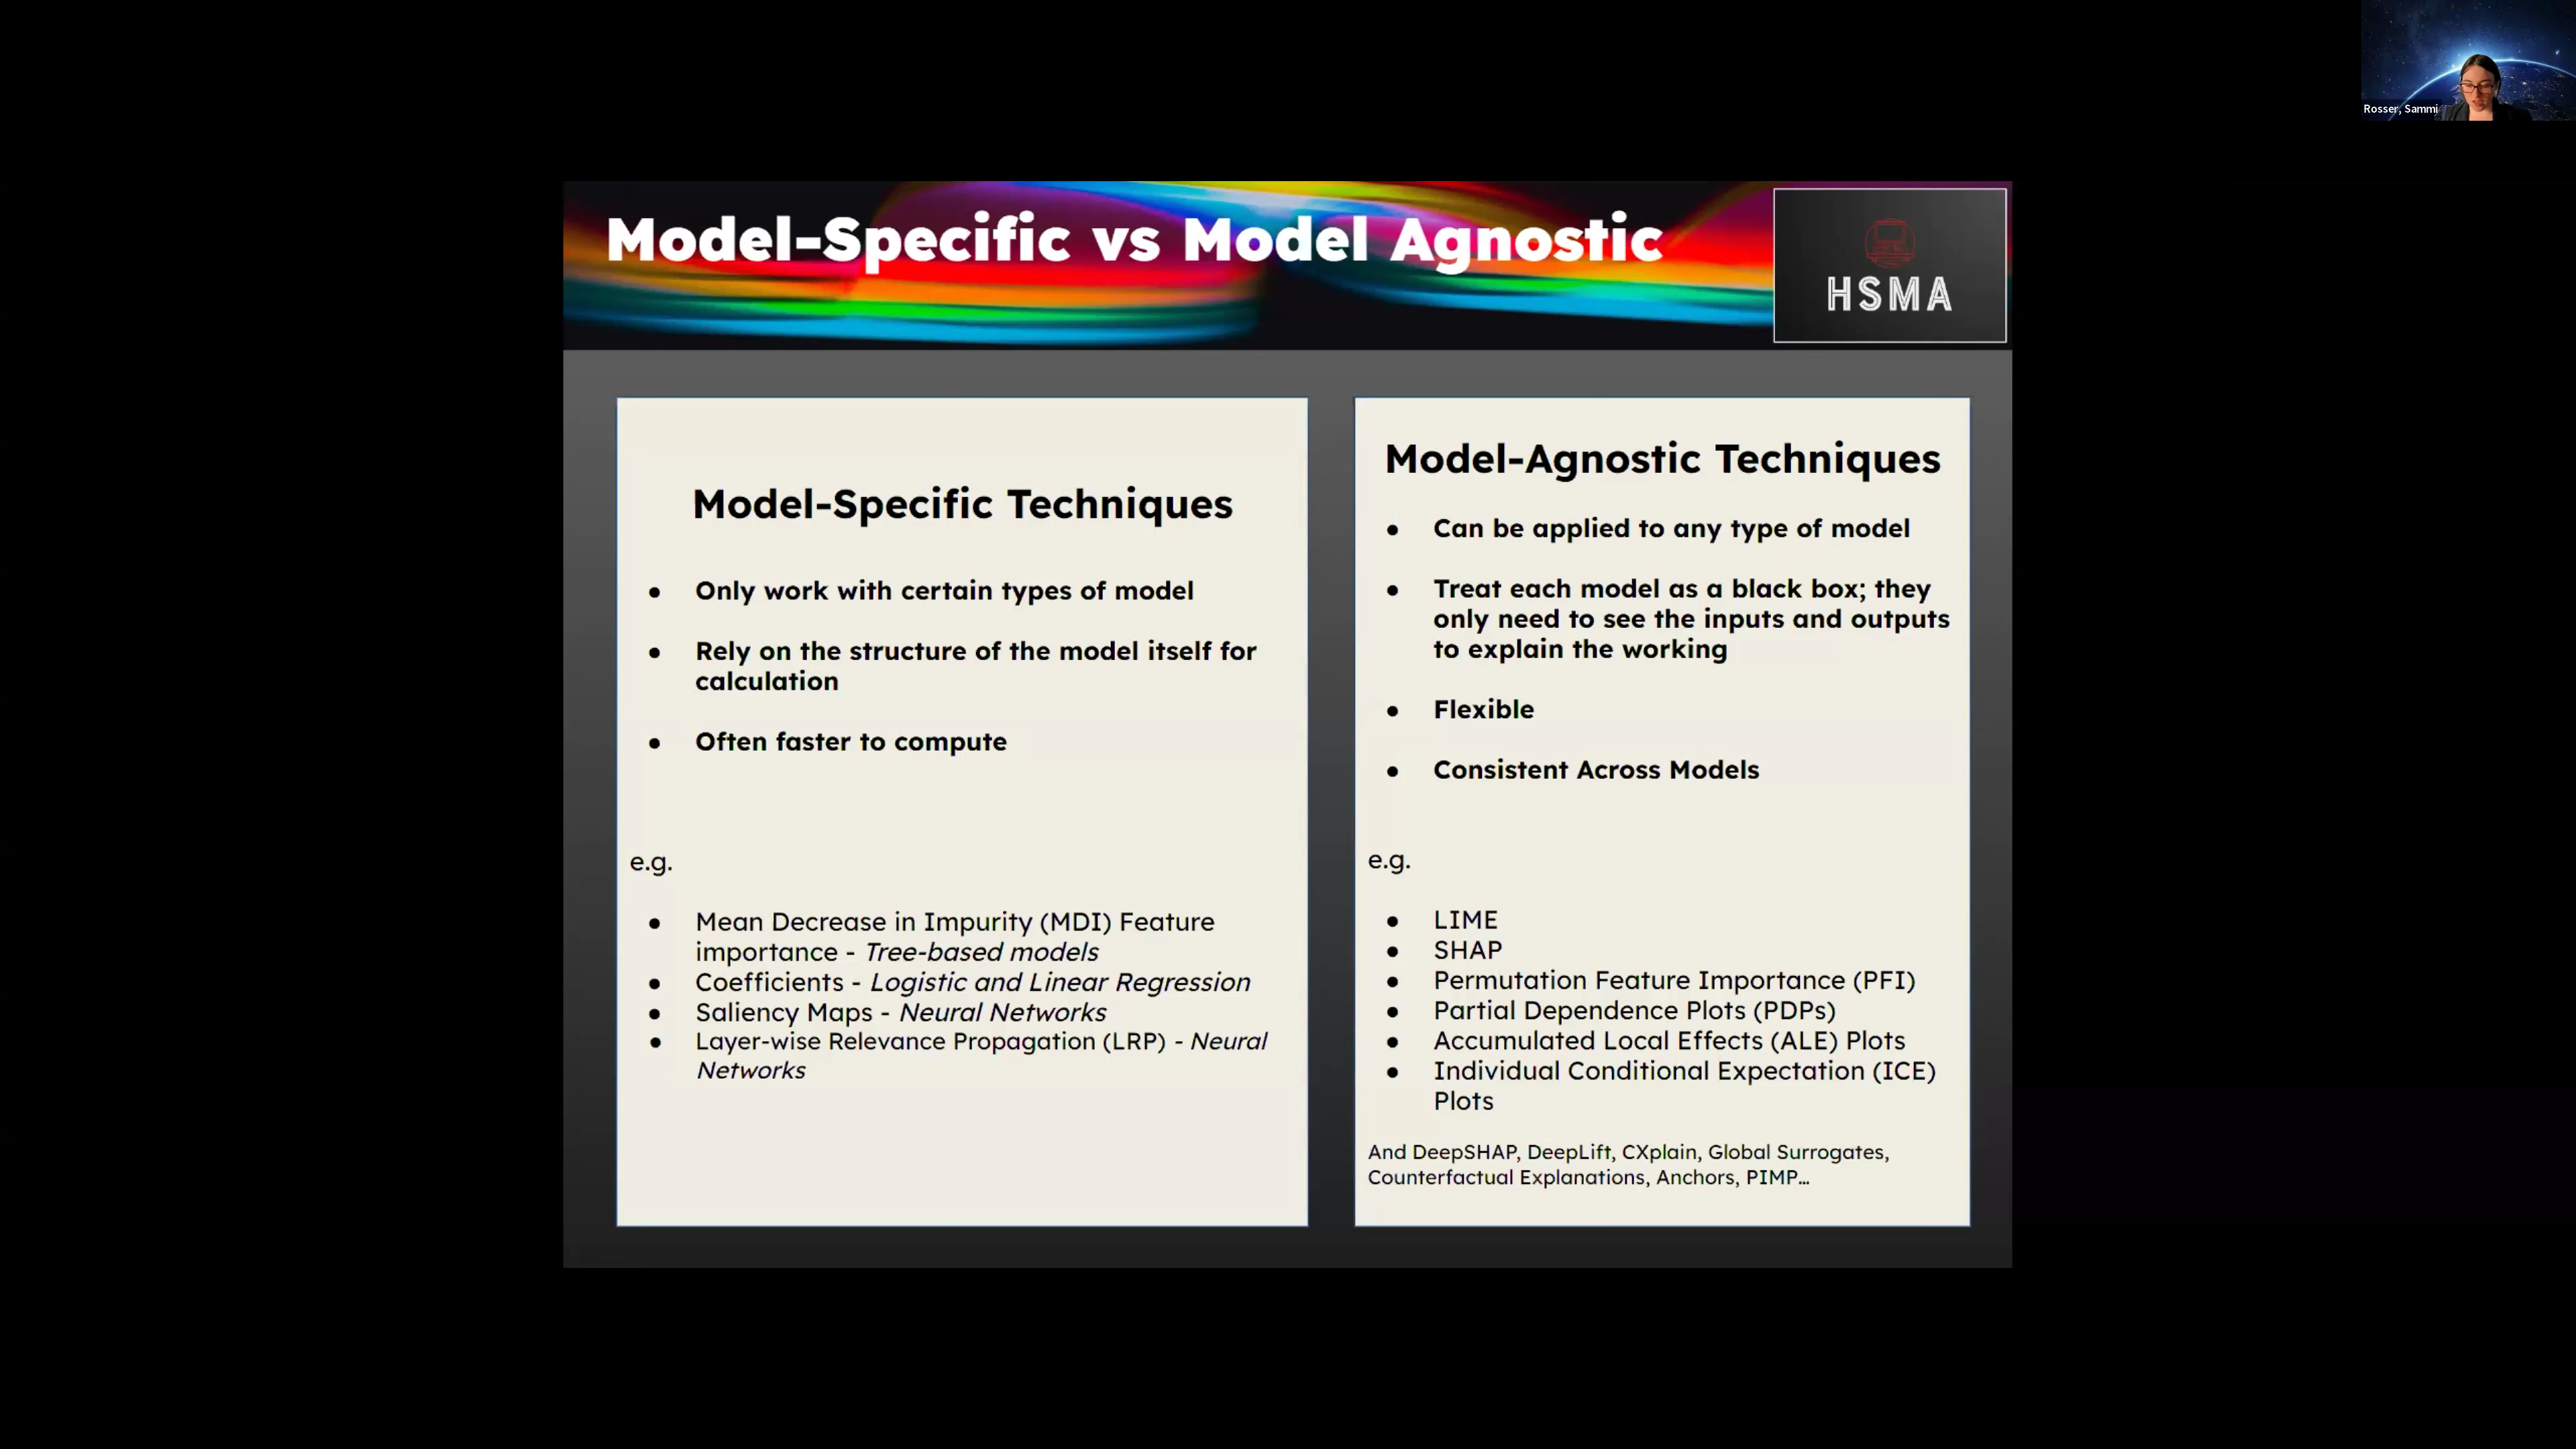 Rosser, Sammi
Model-Specific vs Model Agnostic
HSMA
Model-Specific Techniques
● Only work with certain types of model
● Rely on the structure of the model itself for
calculation
● Often faster to compute
e.g.
● Mean Decrease in Impurity (MDI) Feature
importance - Tree-based models
● Coefficients - Logistic and Linear Regression
● Saliency Maps - Neural Networks
● Layer-wise Relevance Propagation (LRP) - Neural
Networks
Model-Agnostic Techniques
● Can be applied to any type of model
● Treat each model as a black box; they
only need to see the inputs and outputs
to explain the working
● Flexible
● Consistent Across Models
e.g.
● LIME
● SHAP
● Permutation Feature Importance (PFI)
● Partial Dependence Plots (PDPs)
● Accumulated Local Effects (ALE) Plots
● Individual Conditional Expectation (ICE)
Plots
And DeepSHAP, DeepLift, CXplain, Global Surrogates,
Counterfactual Explanations, Anchors, PIMP...